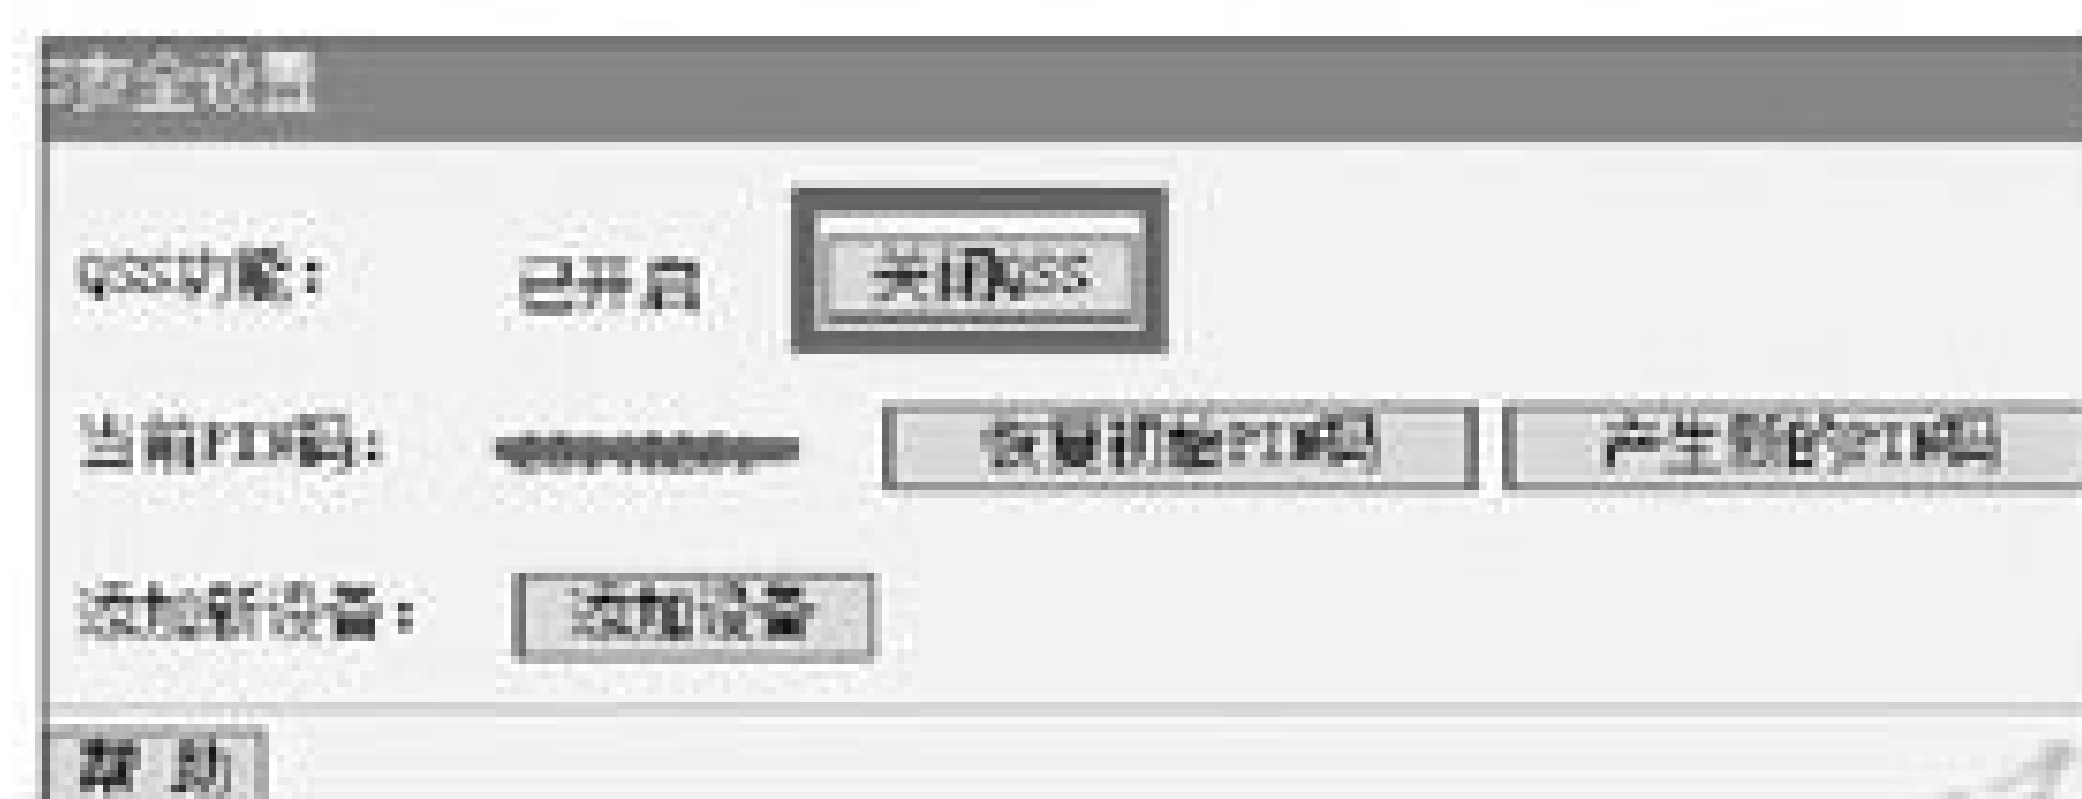 安全设置
QSS功能： 已开启 关闭QSS
当前PIN码： 恢复初始PIN码 产生新的PIN码
添加新设备： 添加设备
帮 助